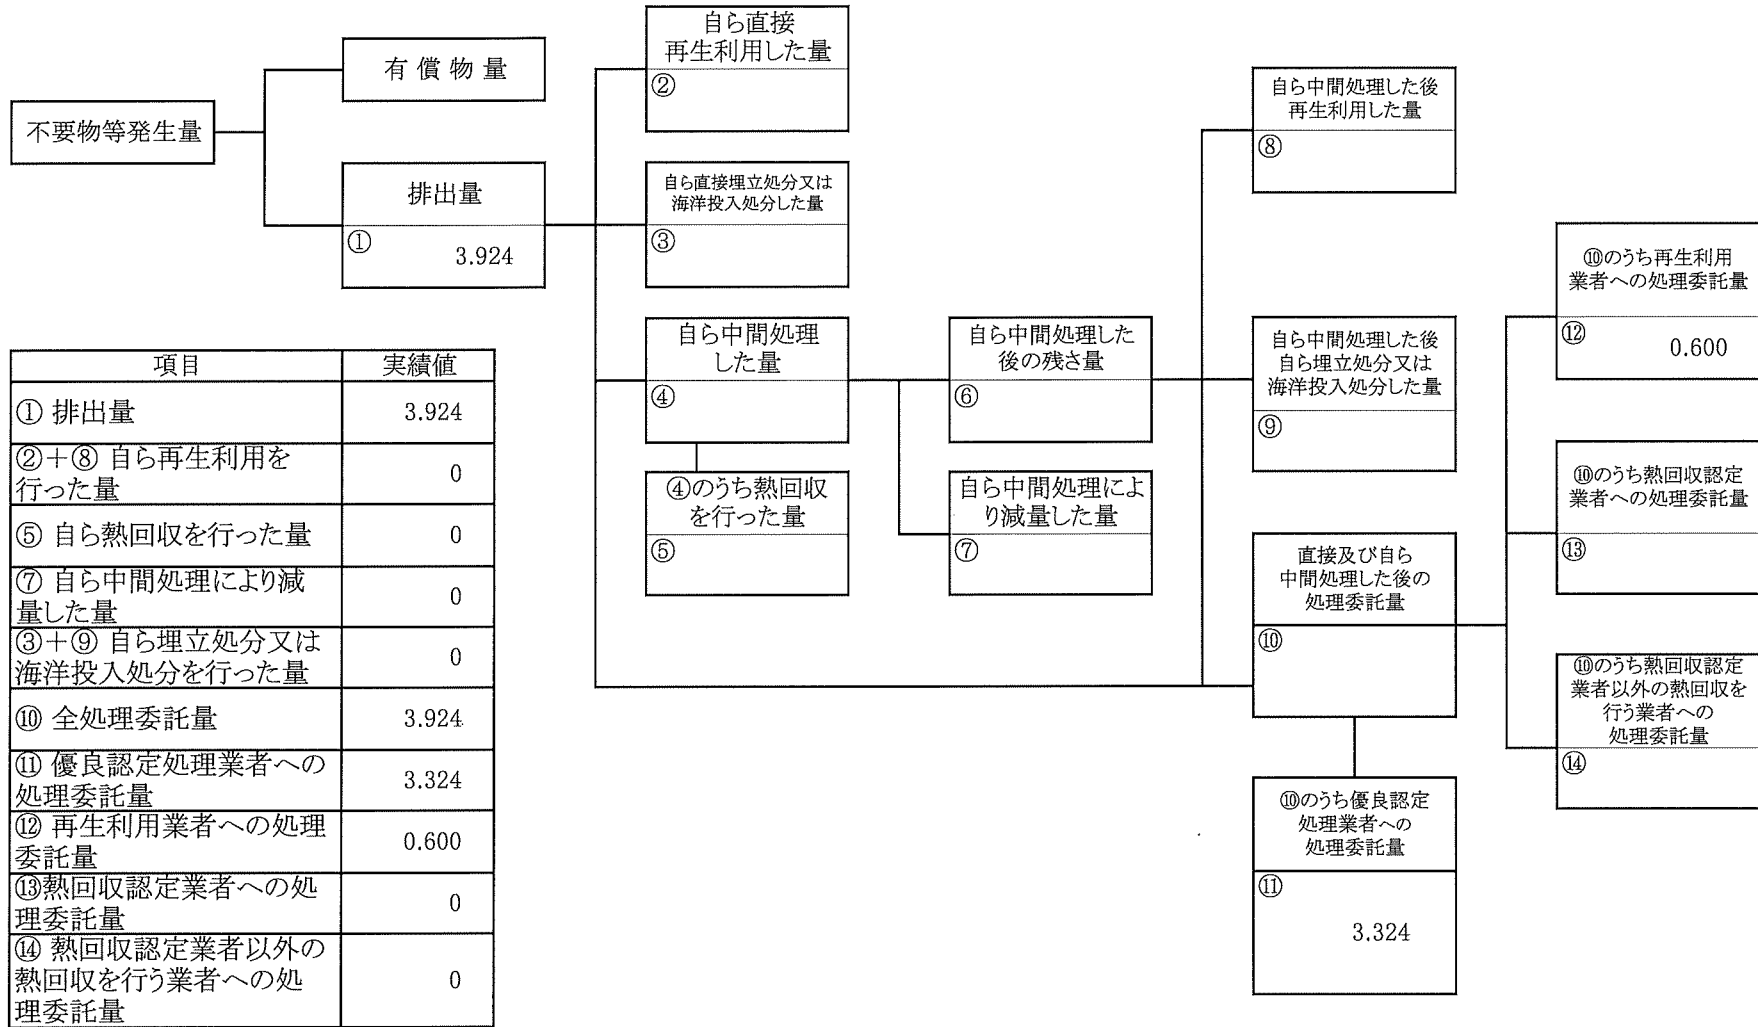 不要物等発生量
有償物量
排出量
①
3.924
自ら直接
再生利用した量
②
自ら直接埋立処分又は
海洋投入処分した量
③
自ら中間処理
した量
④
④のうち熱回収
を行った量
⑤
自ら中間処理した
後の残さ量
⑥
自ら中間処理によ
り減量した量
⑦
自ら中間処理した後
再生利用した量
⑧
自ら中間処理した後
自ら埋立処分又は
海洋投入処分した量
⑨
直接及び自ら
中間処理した後の
処理委託量
⑩
⑩のうち優良認定
処理業者への
処理委託量
⑪
3.324
⑩のうち再生利用
業者への処理委託量
⑫
0.600
⑩のうち熱回収認定
業者への処理委託量
⑬
⑩のうち熱回収認定
業者以外の熱回収を
行う業者への
処理委託量
⑭
項目 実績値
① 排出量 3.924
②+⑧ 自ら再生利用を
行った量 0
⑤ 自ら熱回収を行った量 0
⑦ 自ら中間処理により減
量した量 0
③+⑨ 自ら埋立処分又は
海洋投入処分を行った量 0
⑩ 全処理委託量 3.924
⑪ 優良認定処理業者への
処理委託量 3.324
⑫ 再生利用業者への処理
委託量 0.600
⑬熱回収認定業者への処
理委託量 0
⑭ 熱回収認定業者以外の
熱回収を行う業者への処
理委託量 0